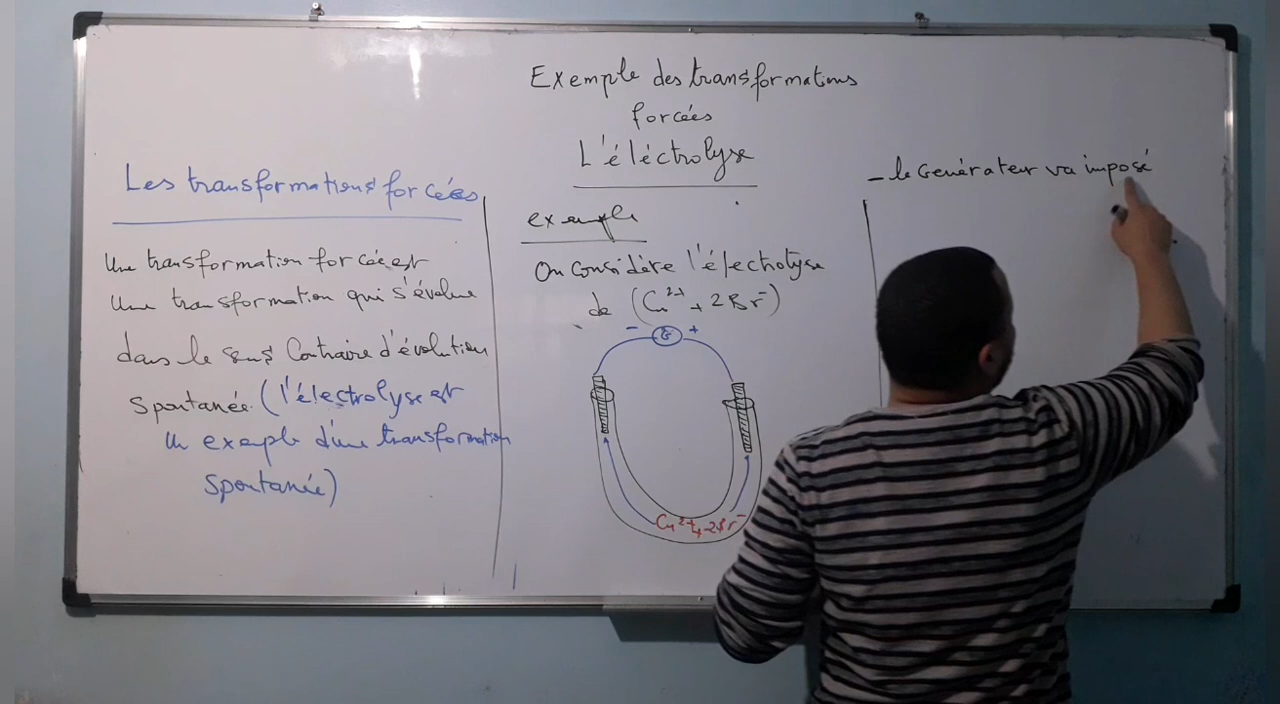 Les transformations forcées
Une transformation forcée est
Une transformation qui s'évolue
dans le sens Contraire d'évolution
spontanée. (l'électrolyse est
un exemple d'une transformation
spontanée)
Exemple des transformations
forcées
L'éléctrolyse
exemple
On considère l'électrolyse
de (Cu²⁺ + 2Br⁻)
- G +
Cu²⁺ + 2Br⁻
- le Generateur va imposé